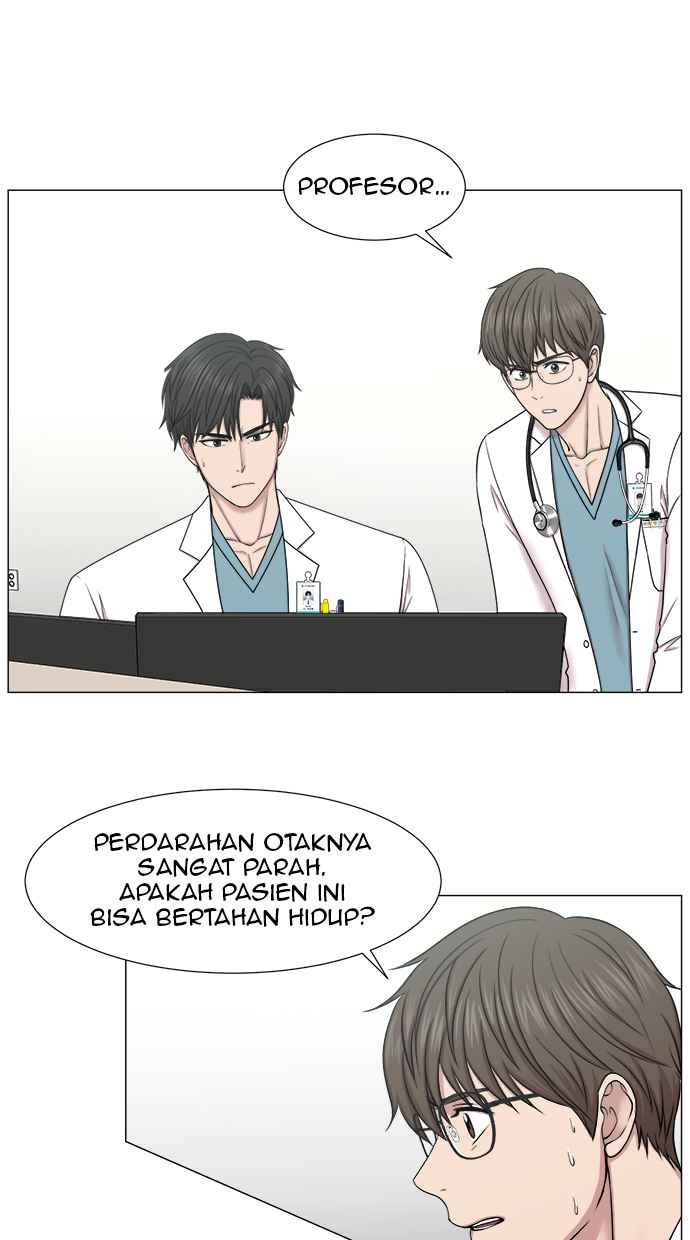 PROFESOR...
PERDARAHAN OTAKNYA
SANGAT PARAH.
APAKAH PASIEN INI
BISA BERTAHAN HIDUP?